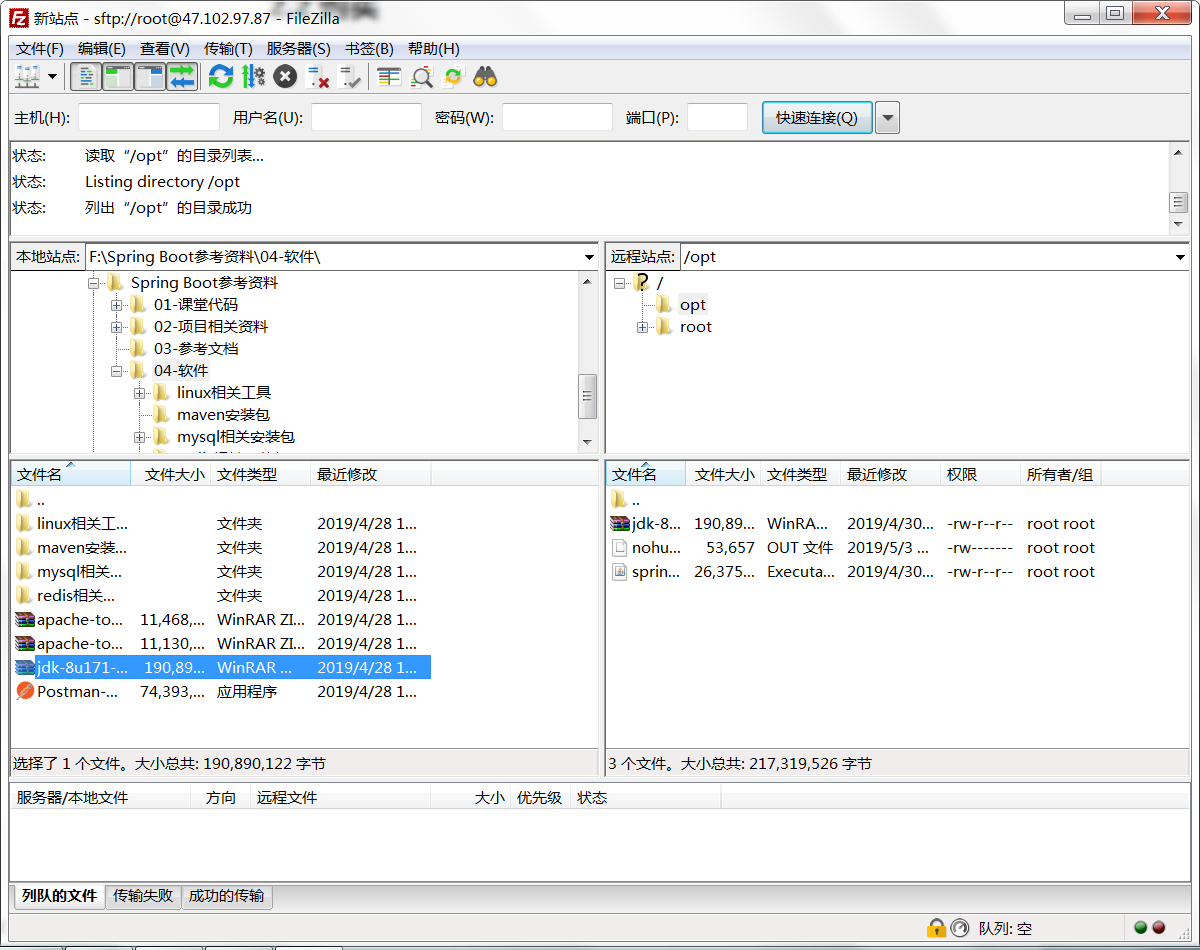 新站点 - sftp://root@47.102.97.87 - FileZilla
文件(F) 编辑(E) 查看(V) 传输(T) 服务器(S) 书签(B) 帮助(H)
主机(H): 用户名(U): 密码(W): 端口(P): 快速连接(Q)
状态: 读取“/opt”的目录列表...
状态: Listing directory /opt
状态: 列出“/opt”的目录成功
本地站点: F:\Spring Boot参考资料\04-软件\
Spring Boot参考资料
01-课堂代码
02-项目相关资料
03-参考文档
04-软件
linux相关工具
maven安装包
mysql相关安装包
远程站点: /opt
/
opt
root
文件名 文件大小 文件类型 最近修改
..
linux相关工... 文件夹 2019/4/28 1...
maven安装... 文件夹 2019/4/28 1...
mysql相关... 文件夹 2019/4/28 1...
redis相关... 文件夹 2019/4/28 1...
apache-to... 11,468,... WinRAR ZI... 2019/4/28 1...
apache-to... 11,130,... WinRAR ZI... 2019/4/28 1...
jdk-8u171-... 190,89... WinRAR ... 2019/4/28 1...
Postman-... 74,393,... 应用程序 2019/4/28 1...
选择了 1 个文件。大小总共: 190,890,122 字节
文件名 文件大小 文件类型 最近修改 权限 所有者/组
..
jdk-8... 190,89... WinRA... 2019/4/30... -rw-r--r-- root root
nohu... 53,657 OUT 文件 2019/5/3 ... -rw------- root root
sprin... 26,375... Executa... 2019/4/30... -rw-r--r-- root root
3 个文件。大小总共: 217,319,526 字节
服务器/本地文件 方向 远程文件 大小 优先级 状态
列队的文件 传输失败 成功的传输
队列: 空